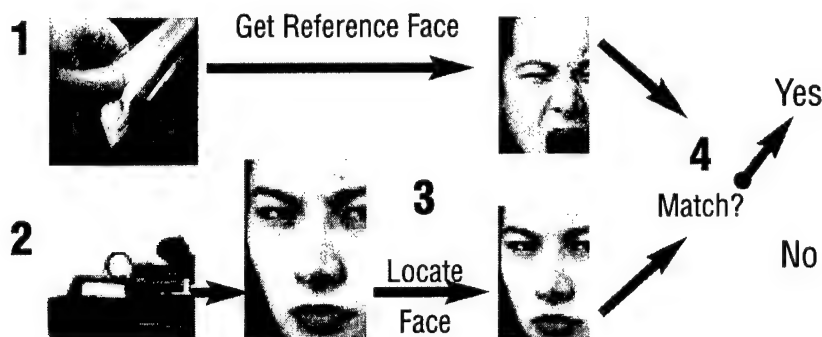 1
Get Reference Face
Yes
4
Match?
2
3
Locate
Face
No